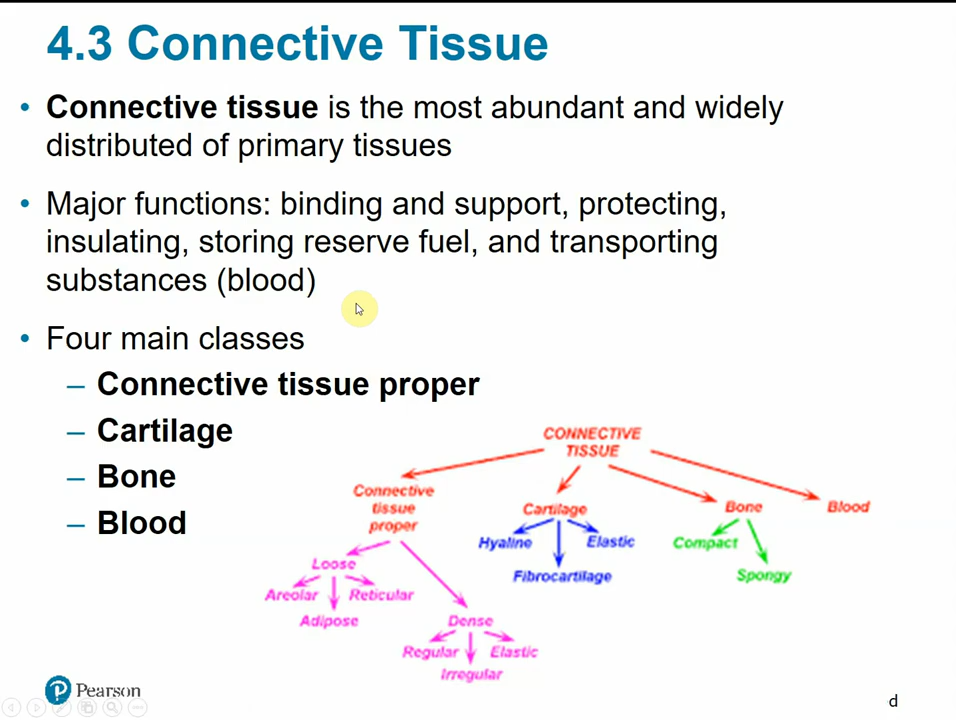 4.3 Connective Tissue
• Connective tissue is the most abundant and widely
distributed of primary tissues
• Major functions: binding and support, protecting,
insulating, storing reserve fuel, and transporting
substances (blood)
• Four main classes
– Connective tissue proper
– Cartilage
– Bone
– Blood
CONNECTIVE
TISSUE
Connective
tissue
proper
Cartilage
Bone
Blood
Hyaline
Elastic
Compact
Fibrocartilage
Spongy
Loose
Areolar
Reticular
Adipose
Dense
Regular
Elastic
Irregular
P Pearson
d